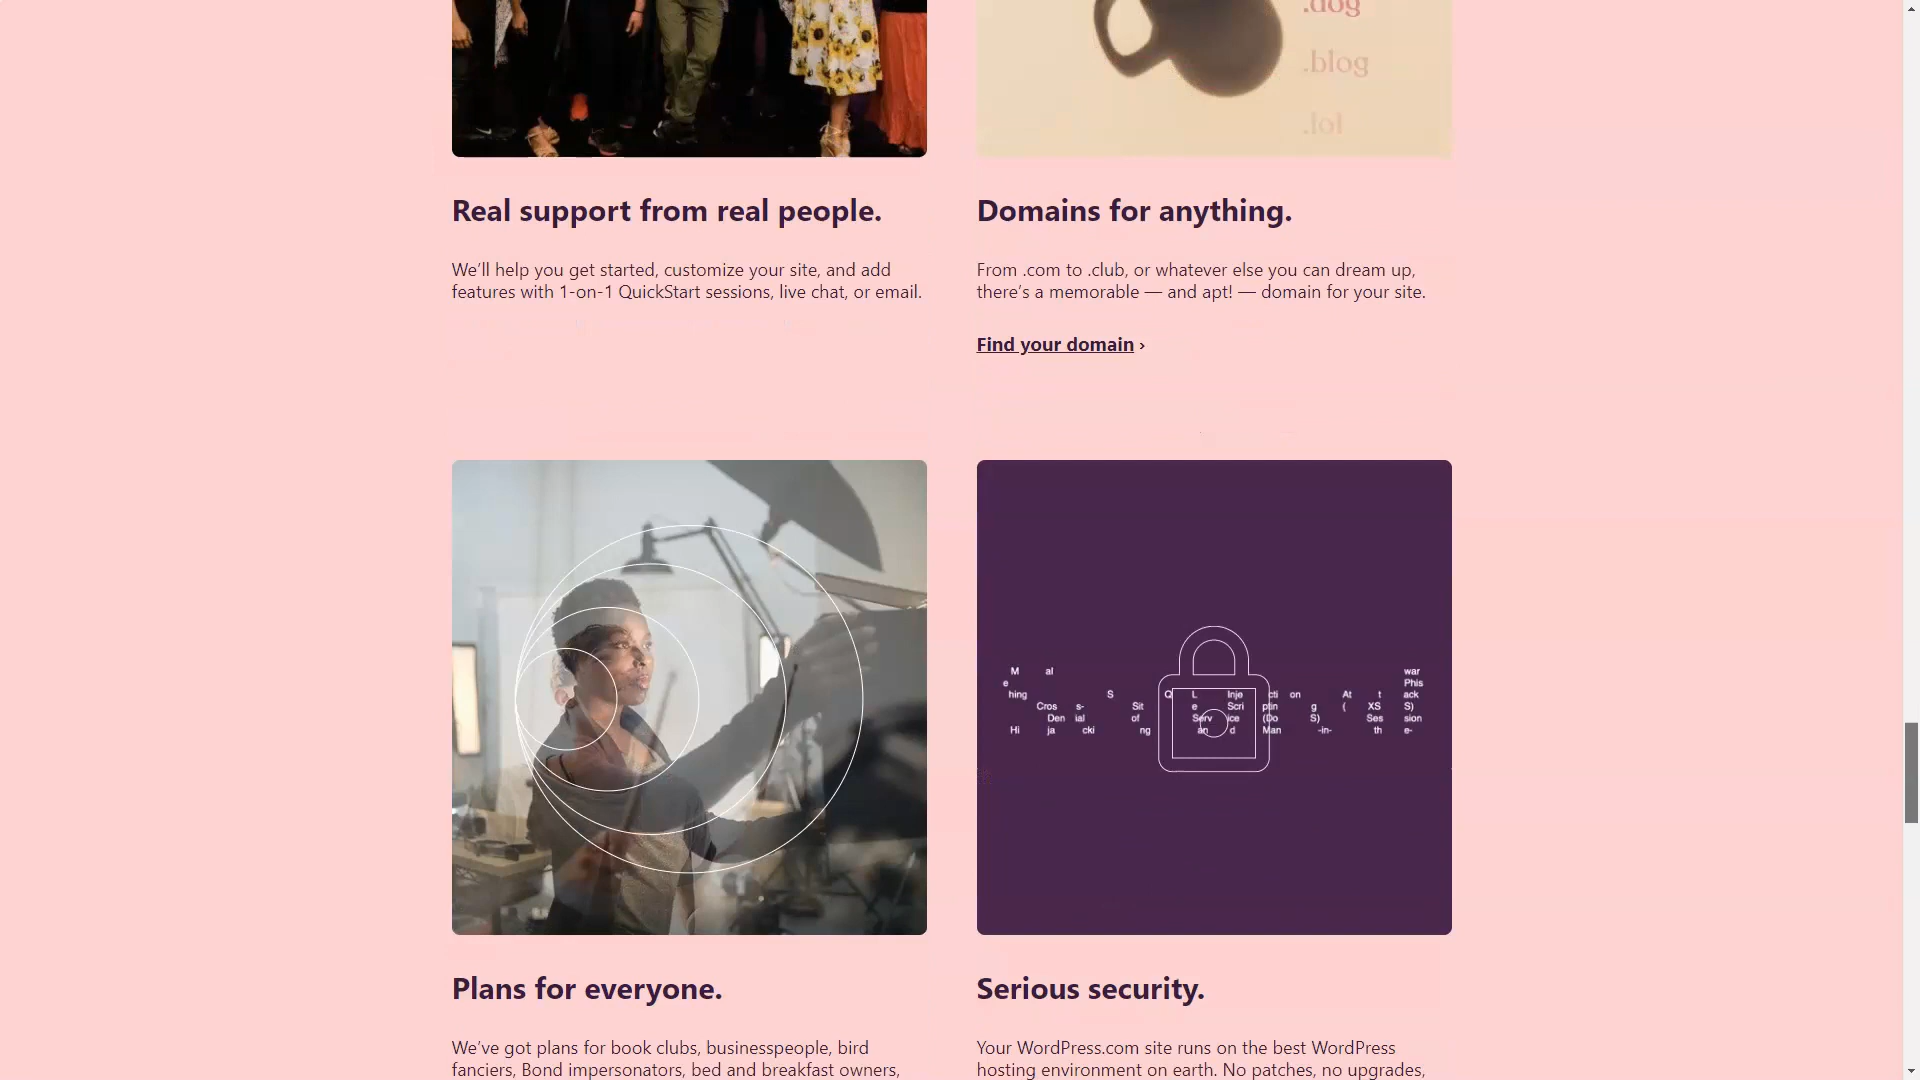 .dog
.blog
.lol
Real support from real people.
We’ll help you get started, customize your site, and add
features with 1-on-1 QuickStart sessions, live chat, or email.
Domains for anything.
From .com to .club, or whatever else you can dream up,
there’s a memorable — and apt! — domain for your site.
Find your domain ›
M al war
e Phis
hing S Q L Inje cti on At t ack
Cros s- Sit e Scri ptin g ( XS S)
Den ial of Serv ice (Do S) Ses sion
Hi ja cki ng an d Man -in- th e-
Plans for everyone.
We’ve got plans for book clubs, businesspeople, bird
fanciers, Bond impersonators, bed and breakfast owners,
Serious security.
Your WordPress.com site runs on the best WordPress
hosting environment on earth. No patches, no upgrades,